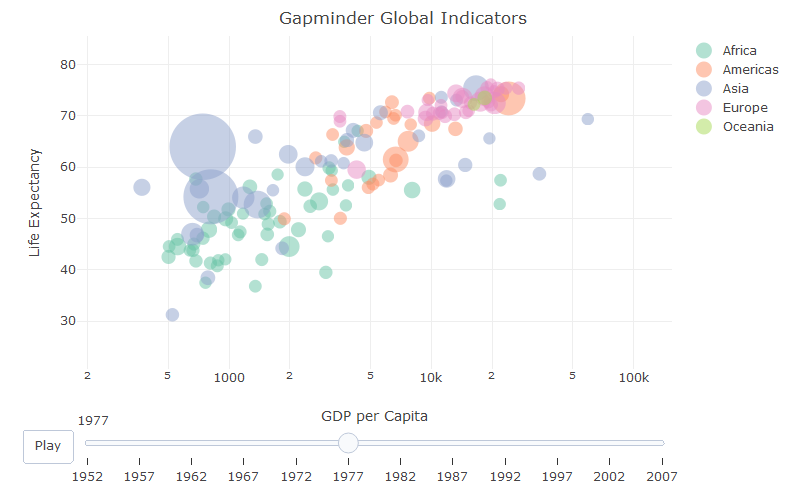 Gapminder Global Indicators
Africa
Americas
Asia
Europe
Oceania
Life Expectancy
80
70
60
50
40
30
2 5 1000 2 5 10k 2 5 100k
GDP per Capita
1977
Play
1952 1957 1962 1967 1972 1977 1982 1987 1992 1997 2002 2007